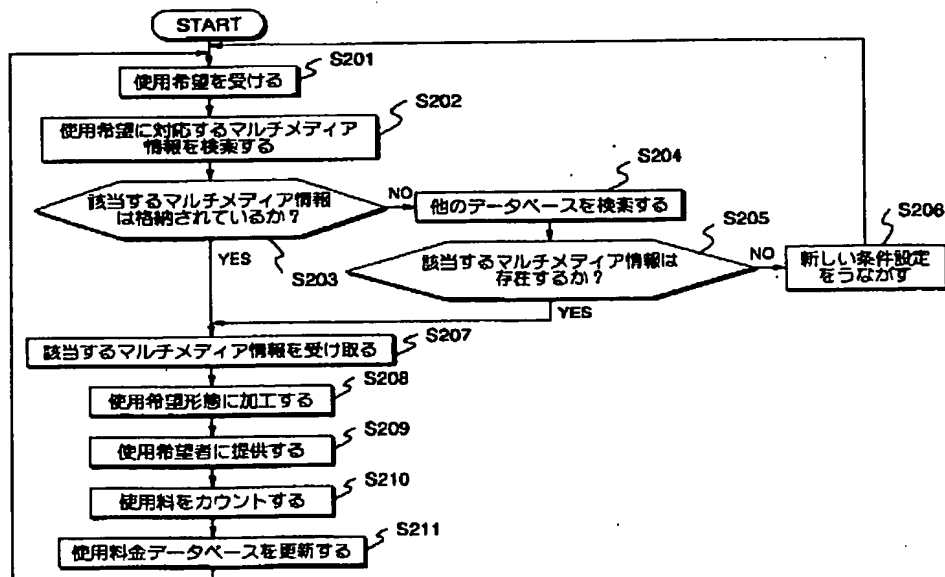 START
使用希望を受ける
S201
使用希望に対応するマルチメディア
情報を検索する
S202
該当するマルチメディア情報
は格納されているか？
S203
NO
YES
他のデータベースを検索する
S204
該当するマルチメディア情報は
存在するか？
S205
NO
YES
新しい条件設定
をうながす
S206
該当するマルチメディア情報を受け取る
S207
使用希望形態に加工する
S208
使用希望者に提供する
S209
使用料をカウントする
S210
使用料金データベースを更新する
S211